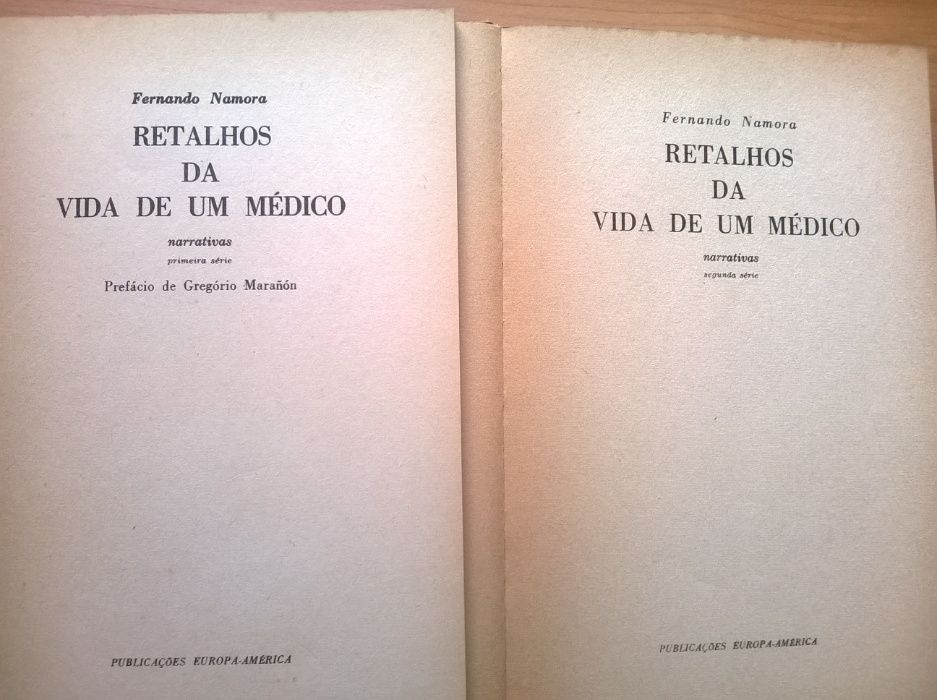 Fernando Namora
RETALHOS
DA
VIDA DE UM MÉDICO
narrativas
primeira série
Prefácio de Gregório Marañón
PUBLICAÇÕES EUROPA-AMÉRICA
Fernando Namora
RETALHOS
DA
VIDA DE UM MÉDICO
narrativas
segunda série
PUBLICAÇÕES EUROPA-AMÉRICA